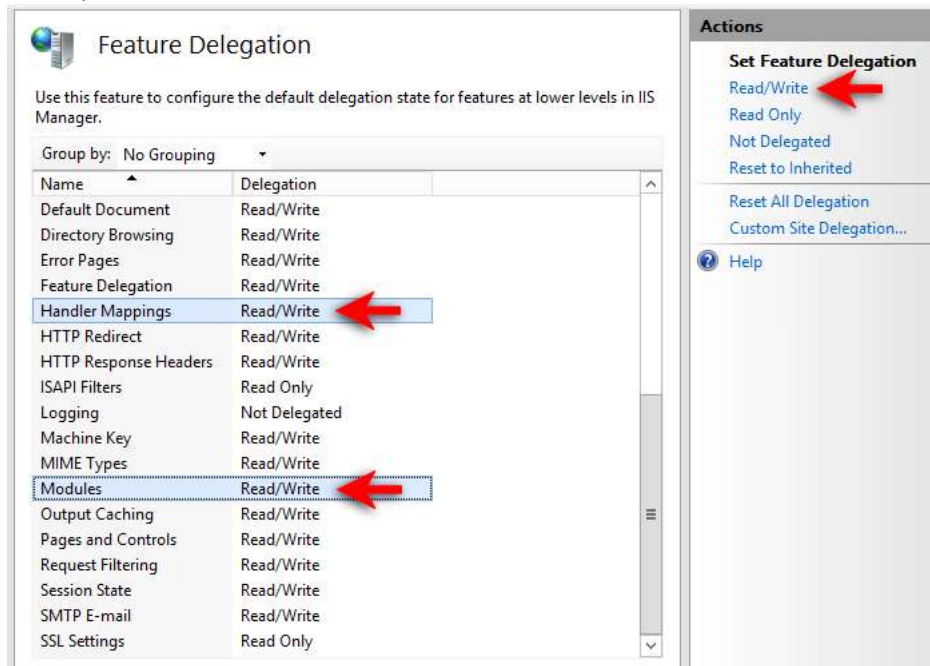 Feature Delegation
Use this feature to configure the default delegation state for features at lower levels in IIS
Manager.
Group by: No Grouping
Name Delegation
Default Document Read/Write
Directory Browsing Read/Write
Error Pages Read/Write
Feature Delegation Read/Write
Handler Mappings Read/Write
HTTP Redirect Read/Write
HTTP Response Headers Read/Write
ISAPI Filters Read Only
Logging Not Delegated
Machine Key Read/Write
MIME Types Read/Write
Modules Read/Write
Output Caching Read/Write
Pages and Controls Read/Write
Request Filtering Read/Write
Session State Read/Write
SMTP E-mail Read/Write
SSL Settings Read Only
Actions
Set Feature Delegation
Read/Write
Read Only
Not Delegated
Reset to Inherited
Reset All Delegation
Custom Site Delegation...
Help